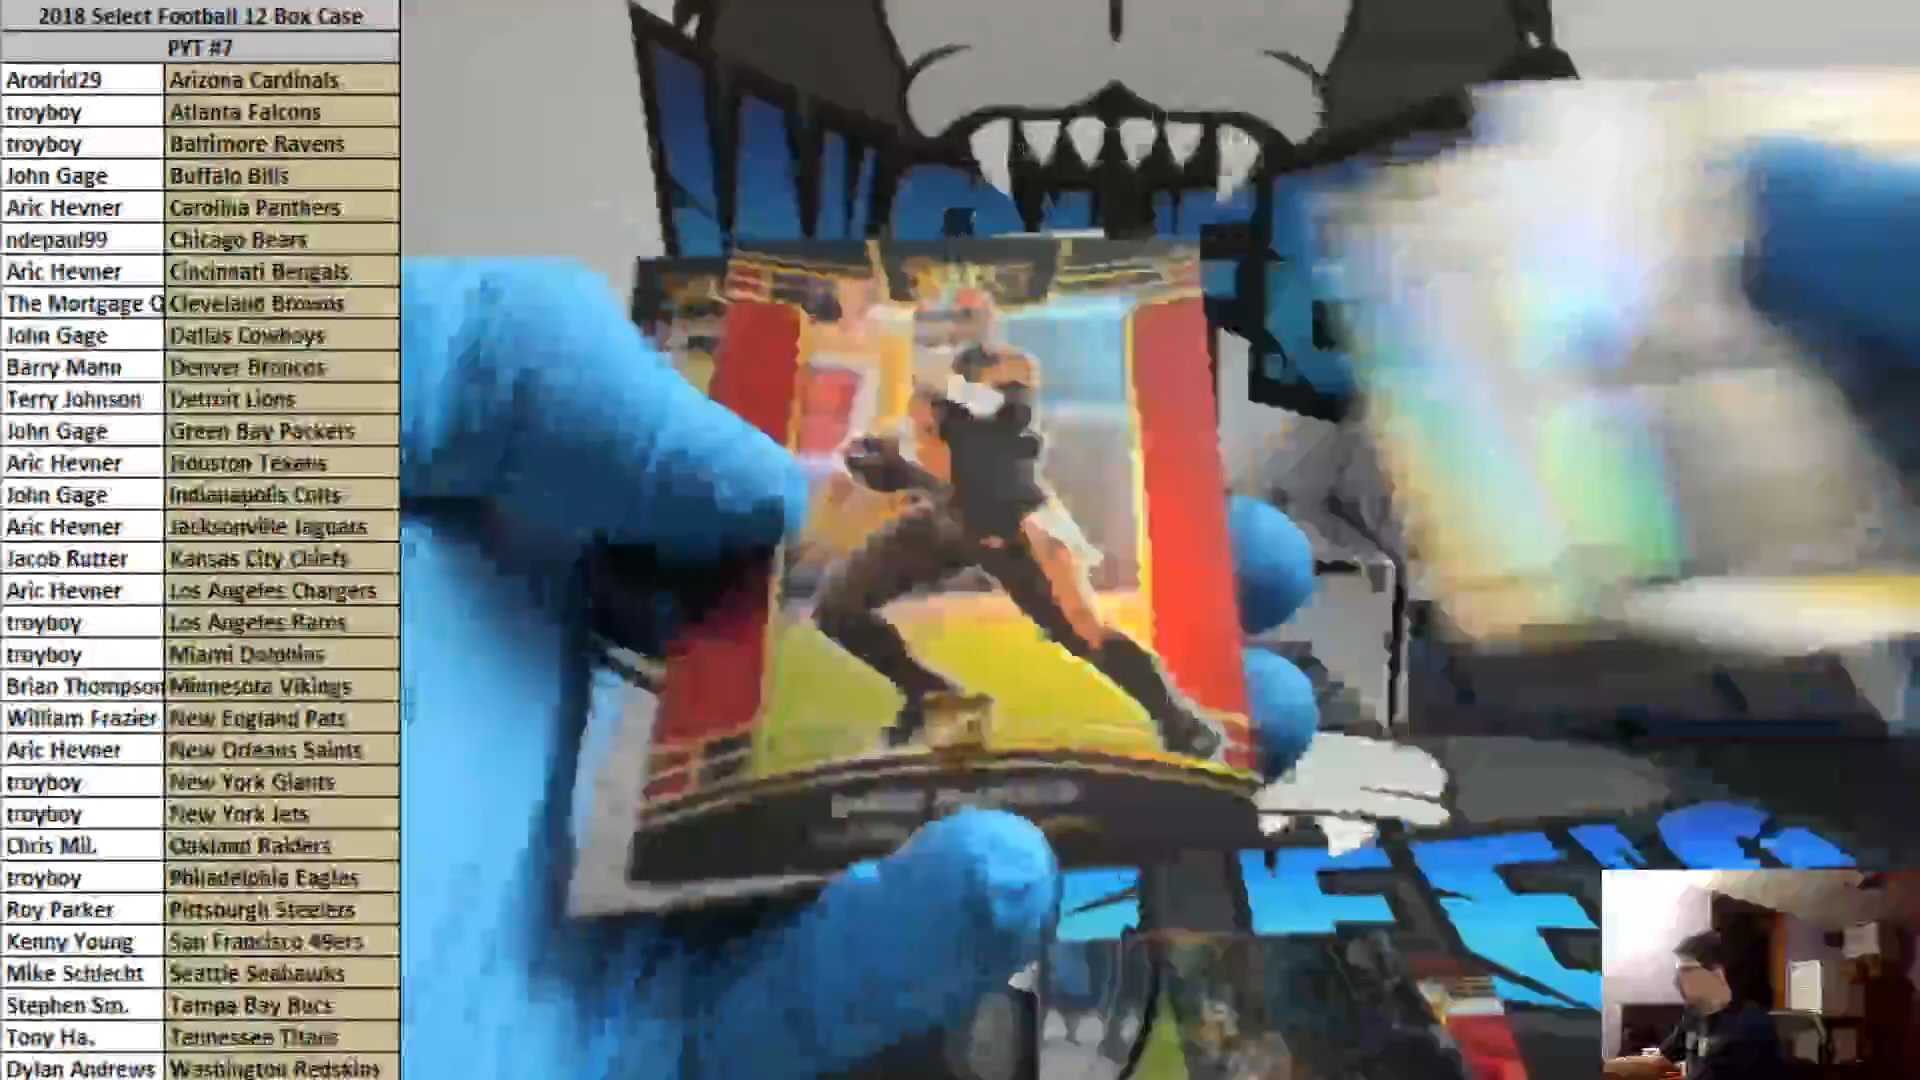 2018 Select Football 12 Box Case
PYT #7
Arodrid29 Arizona Cardinals
troyboy Atlanta Falcons
troyboy Baltimore Ravens
John Gage Buffalo Bills
Aric Hevner Carolina Panthers
ndepaul99 Chicago Bears
Aric Hevner Cincinnati Bengals
The Mortgage Cleveland Browns
John Gage Dallas Cowboys
Barry Mann Denver Broncos
Terry Johnson Detroit Lions
John Gage Green Bay Packers
Aric Hevner Houston Texans
John Gage Indianapolis Colts
Aric Hevner Jacksonville Jaguars
Jacob Rutter Kansas City Chiefs
Aric Hevner Los Angeles Chargers
troyboy Los Angeles Rams
troyboy Miami Dolphins
Brian Thompson Minnesota Vikings
William Frazier New England Pats
Aric Hevner New Orleans Saints
troyboy New York Giants
troyboy New York Jets
Chris Mil. Oakland Raiders
troyboy Philadelphia Eagles
Roy Parker Pittsburgh Steelers
Kenny Young San Francisco 49ers
Mike Schlecht Seattle Seahawks
Stephen Sm. Tampa Bay Bucs
Tony Ha. Tennessee Titans
Dylan Andrews Washington Redskins